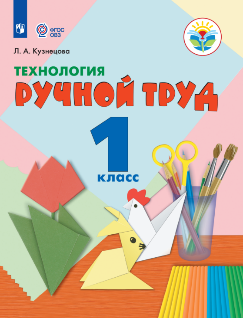 ФГОС
ОВЗ
Л. А. Кузнецова
ТЕХНОЛОГИЯ
РУЧНОЙ ТРУД
1
класс